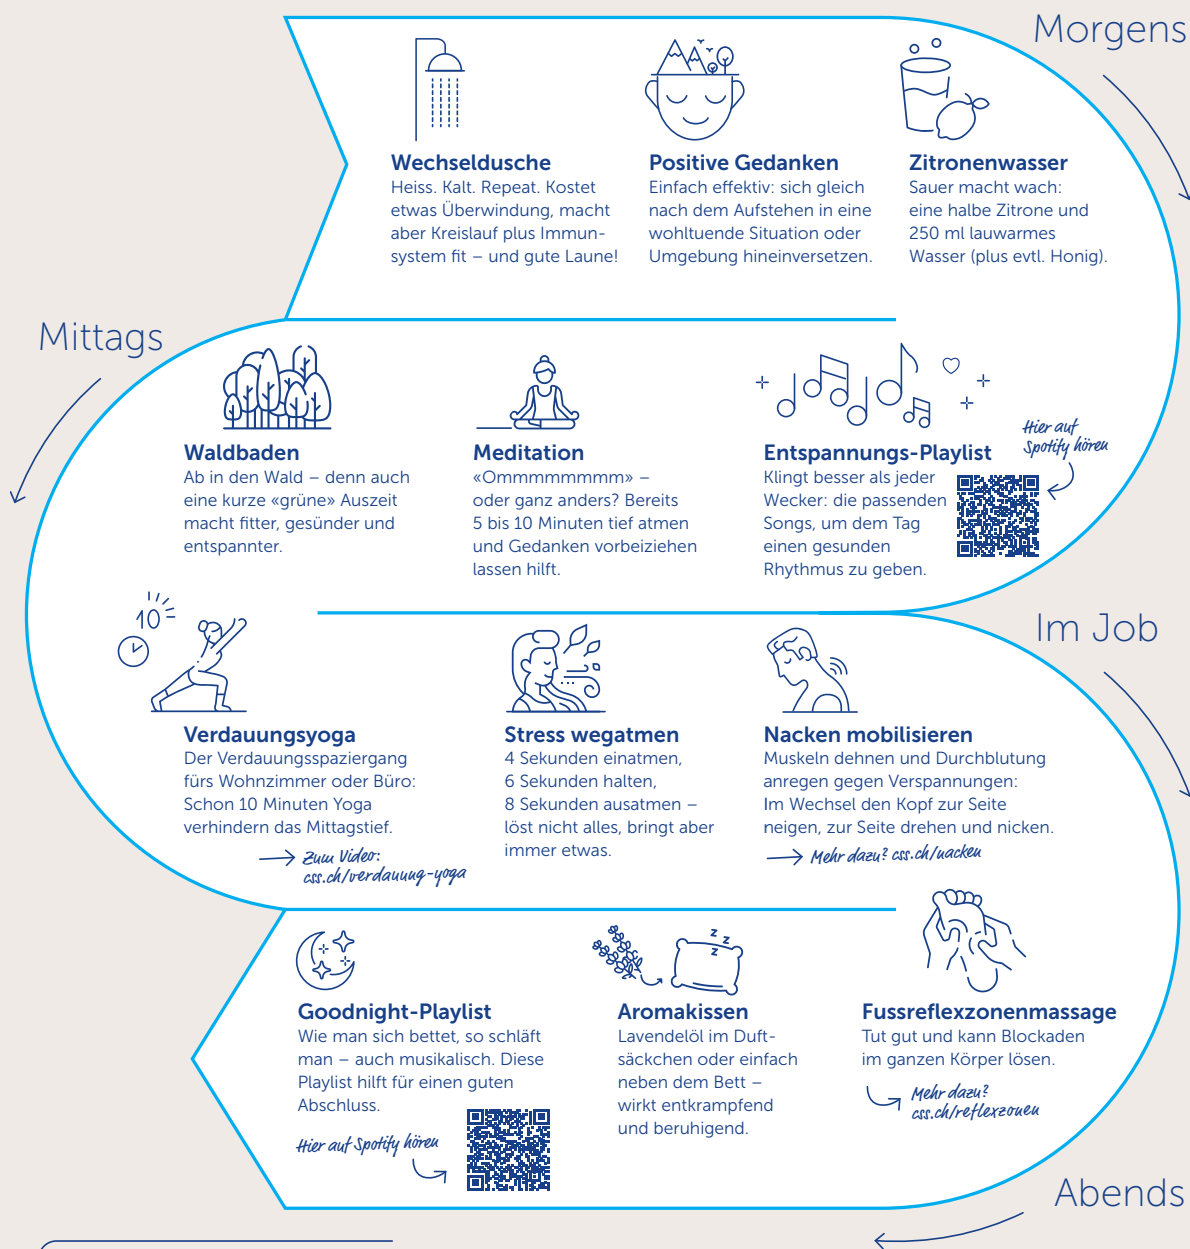 Morgens
Wechseldusche
Heiss. Kalt. Repeat. Kostet
etwas Überwindung, macht
aber Kreislauf plus Immun-
system fit – und gute Laune!
Positive Gedanken
Einfach effektiv: sich gleich
nach dem Aufstehen in eine
wohltuende Situation oder
Umgebung hineinversetzen.
Zitronenwasser
Sauer macht wach:
eine halbe Zitrone und
250 ml lauwarmes
Wasser (plus evtl. Honig).
Mittags
Waldbaden
Ab in den Wald – denn auch
eine kurze «grüne» Auszeit
macht fitter, gesünder und
entspannter.
Meditation
«Ommmmmmm» –
oder ganz anders? Bereits
5 bis 10 Minuten tief atmen
und Gedanken vorbeiziehen
lassen hilft.
Entspannungs-Playlist
Klingt besser als jeder
Wecker: die passenden
Songs, um dem Tag
einen gesunden
Rhythmus zu geben.
Hier auf
Spotify hören
10
Verdauungsyoga
Der Verdauungsspaziergang
fürs Wohnzimmer oder Büro:
Schon 10 Minuten Yoga
verhindern das Mittagstief.
Zum Video:
css.ch/verdauung-yoga
Stress wegatmen
4 Sekunden einatmen,
6 Sekunden halten,
8 Sekunden ausatmen –
löst nicht alles, bringt aber
immer etwas.
Im Job
Nacken mobilisieren
Muskeln dehnen und Durchblutung
anregen gegen Verspannungen:
Im Wechsel den Kopf zur Seite
neigen, zur Seite drehen und nicken.
Mehr dazu? css.ch/nacken
z z
z
Goodnight-Playlist
Wie man sich bettet, so schläft
man – auch musikalisch. Diese
Playlist hilft für einen guten
Abschluss.
Hier auf Spotify hören
Aromakissen
Lavendelöl im Duft-
säckchen oder einfach
neben dem Bett –
wirkt entkrampfend
und beruhigend.
Fussreflexzonenmassage
Tut gut und kann Blockaden
im ganzen Körper lösen.
Mehr dazu?
css.ch/reflexzonen
Abends